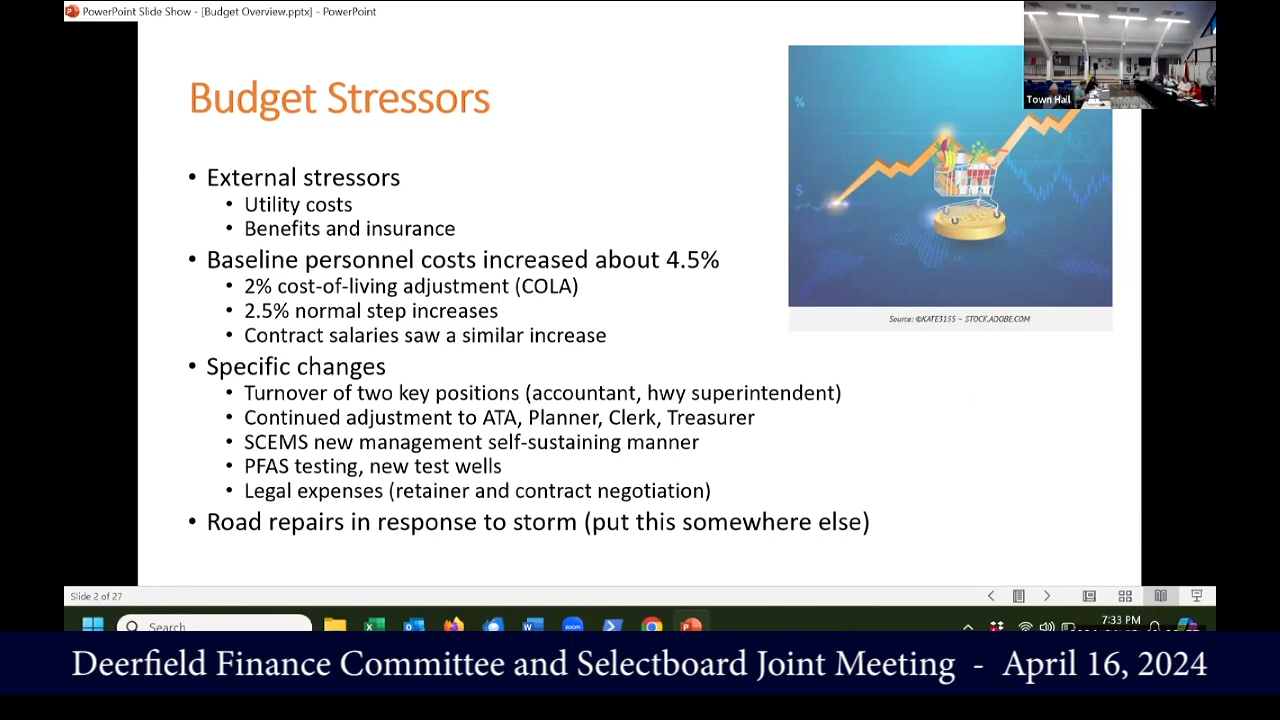 PowerPoint Slide Show - [Budget Overview.pptx] - PowerPoint
Town Hall
Budget Stressors
% 
$
• External stressors
• Utility costs
• Benefits and insurance
• Baseline personnel costs increased about 4.5%
• 2% cost-of-living adjustment (COLA)
• 2.5% normal step increases
• Contract salaries saw a similar increase
Source: ©KATE3155 – STOCK.ADOBE.COM
• Specific changes
• Turnover of two key positions (accountant, hwy superintendent)
• Continued adjustment to ATA, Planner, Clerk, Treasurer
• SCEMS new management self-sustaining manner
• PFAS testing, new test wells
• Legal expenses (retainer and contract negotiation)
• Road repairs in response to storm (put this somewhere else)
Slide 2 of 27
Search
7:33 PM
Deerfield Finance Committee and Selectboard Joint Meeting - April 16, 2024